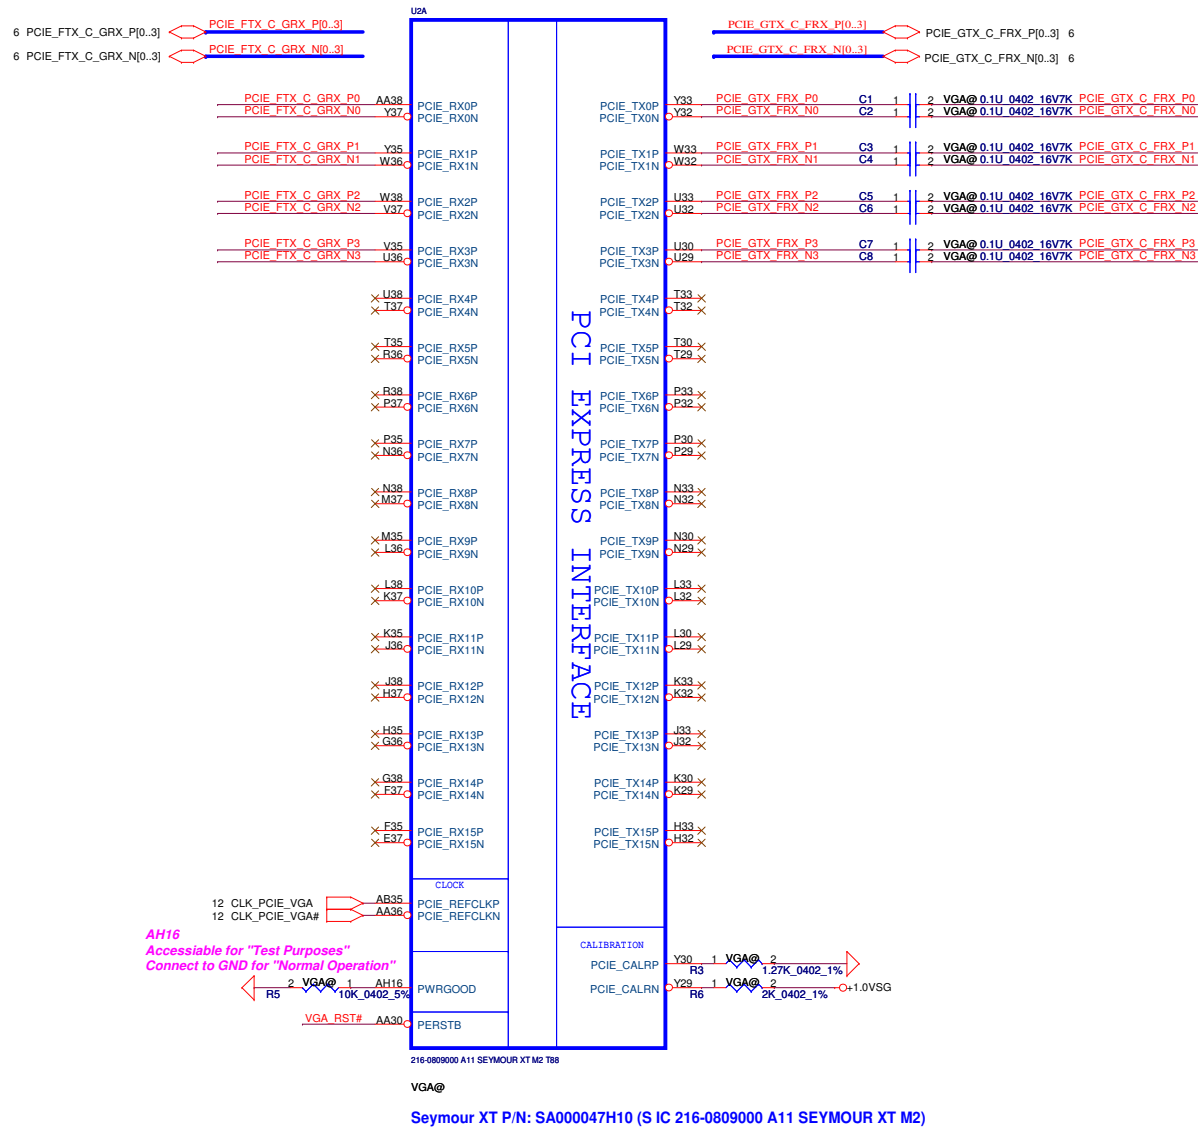 U2A
6 PCIE_FTX_C_GRX_P[0..3] PCIE_FTX_C_GRX_P[0..3] PCIE_GTX_C_FRX_P[0..3] PCIE_GTX_C_FRX_P[0..3] 6
6 PCIE_FTX_C_GRX_N[0..3] PCIE_FTX_C_GRX_N[0..3] PCIE_GTX_C_FRX_N[0..3] PCIE_GTX_C_FRX_N[0..3] 6
PCIE_FTX_C_GRX_P0 AA38 PCIE_RX0P PCIE_TX0P Y33 PCIE_GTX_FRX_P0 C1 1 2 VGA@ 0.1U_0402_16V7K PCIE_GTX_C_FRX_P0
PCIE_FTX_C_GRX_N0 Y37 PCIE_RX0N PCIE_TX0N Y32 PCIE_GTX_FRX_N0 C2 1 2 VGA@ 0.1U_0402_16V7K PCIE_GTX_C_FRX_N0
PCIE_FTX_C_GRX_P1 Y35 PCIE_RX1P PCIE_TX1P W33 PCIE_GTX_FRX_P1 C3 1 2 VGA@ 0.1U_0402_16V7K PCIE_GTX_C_FRX_P1
PCIE_FTX_C_GRX_N1 W36 PCIE_RX1N PCIE_TX1N W32 PCIE_GTX_FRX_N1 C4 1 2 VGA@ 0.1U_0402_16V7K PCIE_GTX_C_FRX_N1
PCIE_FTX_C_GRX_P2 W38 PCIE_RX2P PCIE_TX2P U33 PCIE_GTX_FRX_P2 C5 1 2 VGA@ 0.1U_0402_16V7K PCIE_GTX_C_FRX_P2
PCIE_FTX_C_GRX_N2 V37 PCIE_RX2N PCIE_TX2N U32 PCIE_GTX_FRX_N2 C6 1 2 VGA@ 0.1U_0402_16V7K PCIE_GTX_C_FRX_N2
PCIE_FTX_C_GRX_P3 V35 PCIE_RX3P PCIE_TX3P U30 PCIE_GTX_FRX_P3 C7 1 2 VGA@ 0.1U_0402_16V7K PCIE_GTX_C_FRX_P3
PCIE_FTX_C_GRX_N3 U36 PCIE_RX3N PCIE_TX3N U29 PCIE_GTX_FRX_N3 C8 1 2 VGA@ 0.1U_0402_16V7K PCIE_GTX_C_FRX_N3
U38 PCIE_RX4P PCIE_TX4P T33
T37 PCIE_RX4N PCIE_TX4N T32
T35 PCIE_RX5P PCIE_TX5P T30
R36 PCIE_RX5N PCIE_TX5N T29
R38 PCIE_RX6P PCIE_TX6P P33
P37 PCIE_RX6N PCIE_TX6N P32
P35 PCIE_RX7P PCIE_TX7P P30
N36 PCIE_RX7N PCIE_TX7N P29
N38 PCIE_RX8P PCIE_TX8P N33
M37 PCIE_RX8N PCIE_TX8N N32
M35 PCIE_RX9P PCIE_TX9P N30
L36 PCIE_RX9N PCIE_TX9N N29
L38 PCIE_RX10P PCIE_TX10P L33
K37 PCIE_RX10N PCIE_TX10N L32
K35 PCIE_RX11P PCIE_TX11P L30
J36 PCIE_RX11N PCIE_TX11N L29
J38 PCIE_RX12P PCIE_TX12P K33
H37 PCIE_RX12N PCIE_TX12N K32
H35 PCIE_RX13P PCIE_TX13P J33
G36 PCIE_RX13N PCIE_TX13N J32
G38 PCIE_RX14P PCIE_TX14P K30
F37 PCIE_RX14N PCIE_TX14N K29
F35 PCIE_RX15P PCIE_TX15P H33
E37 PCIE_RX15N PCIE_TX15N H32
PCI EXPRESS INTERFACE
CLOCK
12 CLK_PCIE_VGA AB35 PCIE_REFCLKP
12 CLK_PCIE_VGA# AA36 PCIE_REFCLKN
AH16
Accessiable for "Test Purposes"
Connect to GND for "Normal Operation"
CALIBRATION
PCIE_CALRP Y30 1 VGA@ 2
R3 1.27K_0402_1%
2 VGA@ 1 AH16 PWRGOOD PCIE_CALRN Y29 1 VGA@ 2 +1.0VSG
R5 10K_0402_5% R6 2K_0402_1%
VGA_RST# AA30 PERSTB
216-0809000 A11 SEYMOUR XT M2 T88
VGA@
Seymour XT P/N: SA000047H10 (S IC 216-0809000 A11 SEYMOUR XT M2)